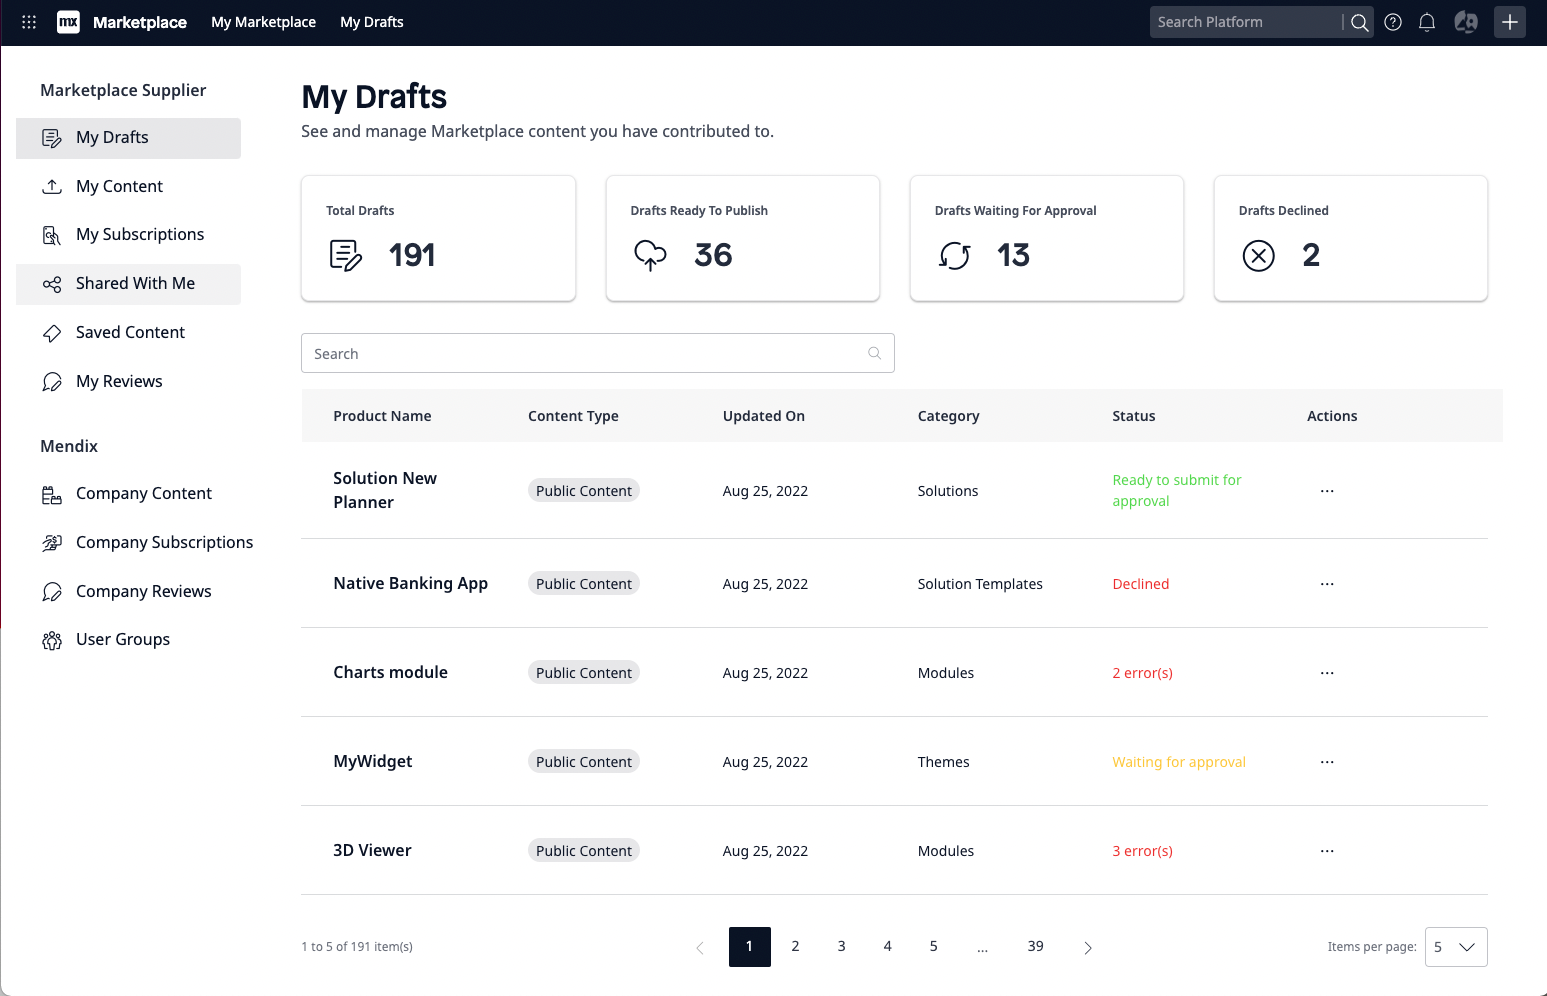 mx Marketplace My Marketplace My Drafts Search Platform
Marketplace Supplier
My Drafts
My Content
My Subscriptions
Shared With Me
Saved Content
My Reviews
Mendix
Company Content
Company Subscriptions
Company Reviews
User Groups
My Drafts
See and manage Marketplace content you have contributed to.
Total Drafts
191
Drafts Ready To Publish
36
Drafts Waiting For Approval
13
Drafts Declined
2
Search
Product Name Content Type Updated On Category Status Actions
Solution New
Planner
Public Content Aug 25, 2022 Solutions
Ready to submit for
approval
...
Native Banking App Public Content Aug 25, 2022 Solution Templates Declined ...
Charts module Public Content Aug 25, 2022 Modules 2 error(s) ...
MyWidget Public Content Aug 25, 2022 Themes Waiting for approval ...
3D Viewer Public Content Aug 25, 2022 Modules 3 error(s) ...
1 to 5 of 191 item(s) 1 2 3 4 5 ... 39 Items per page: 5